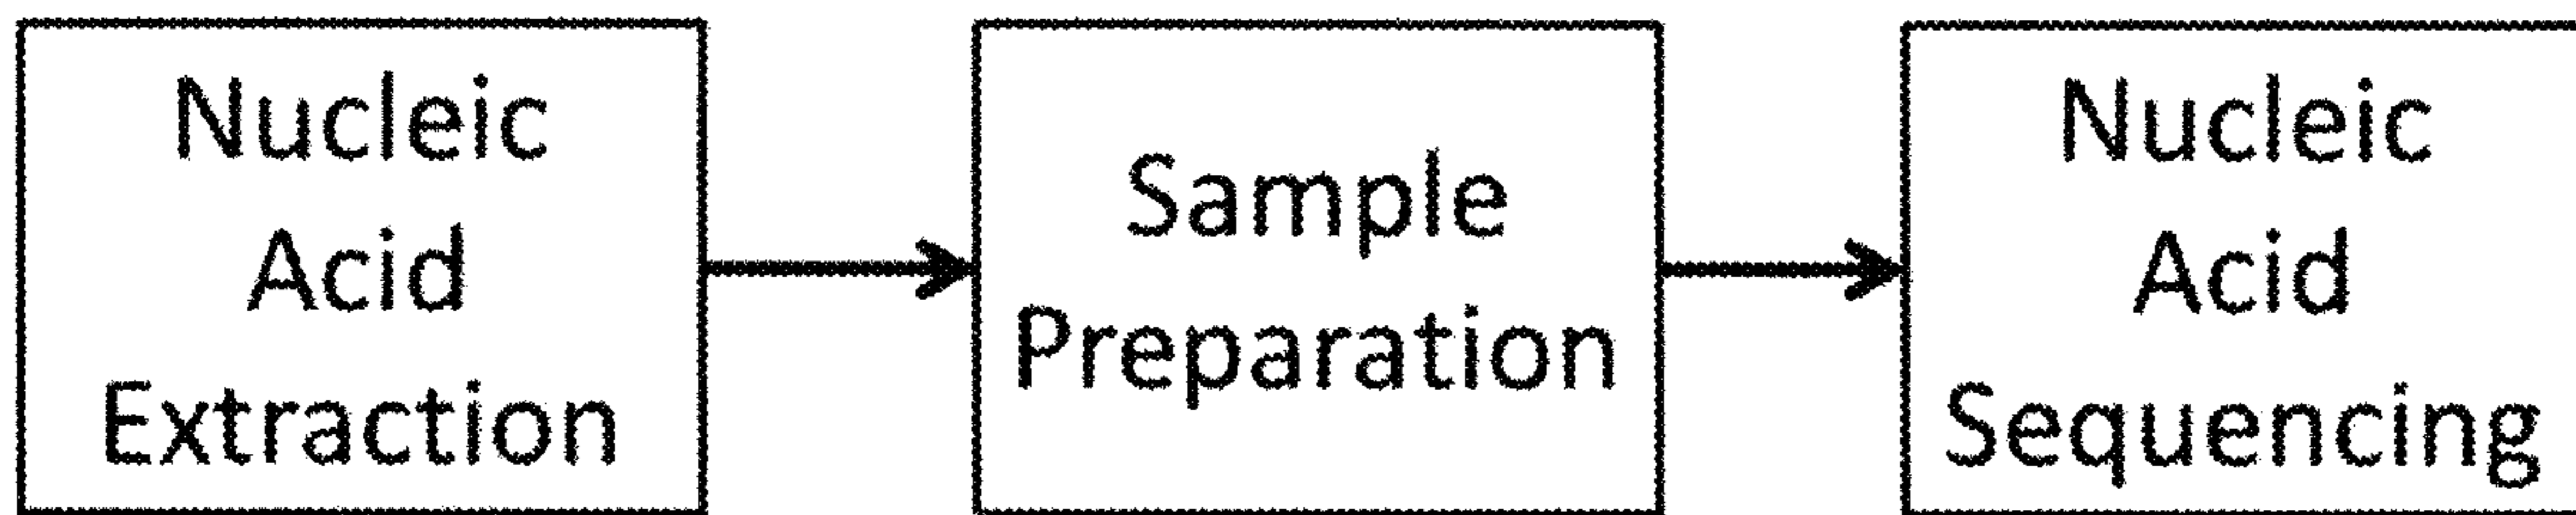 Nucleic
Acid
Extraction
Sample
Preparation
Nucleic
Acid
Sequencing